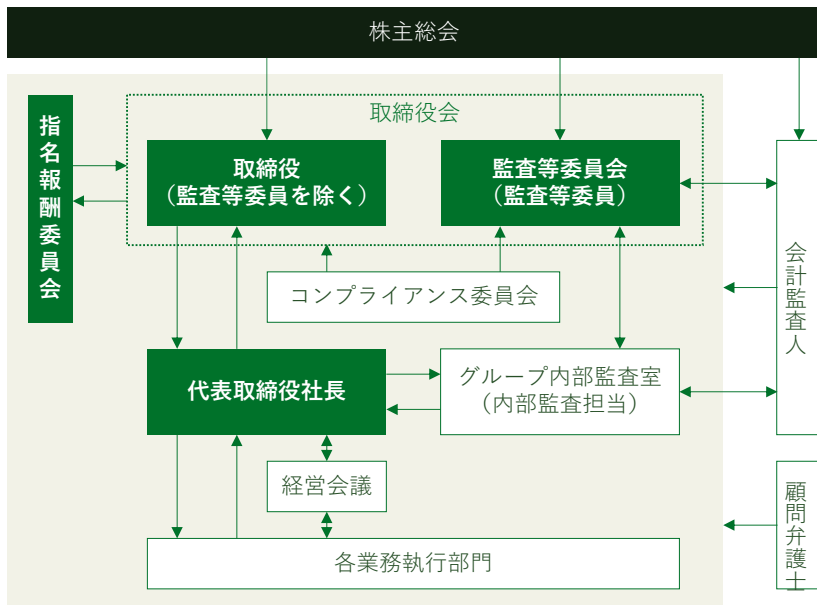 株主総会
取締役会
指名報酬委員会
取締役
（監査等委員を除く）
監査等委員会
（監査等委員）
会計監査人
コンプライアンス委員会
代表取締役社長
グループ内部監査室
（内部監査担当）
経営会議
顧問弁護士
各業務執行部門